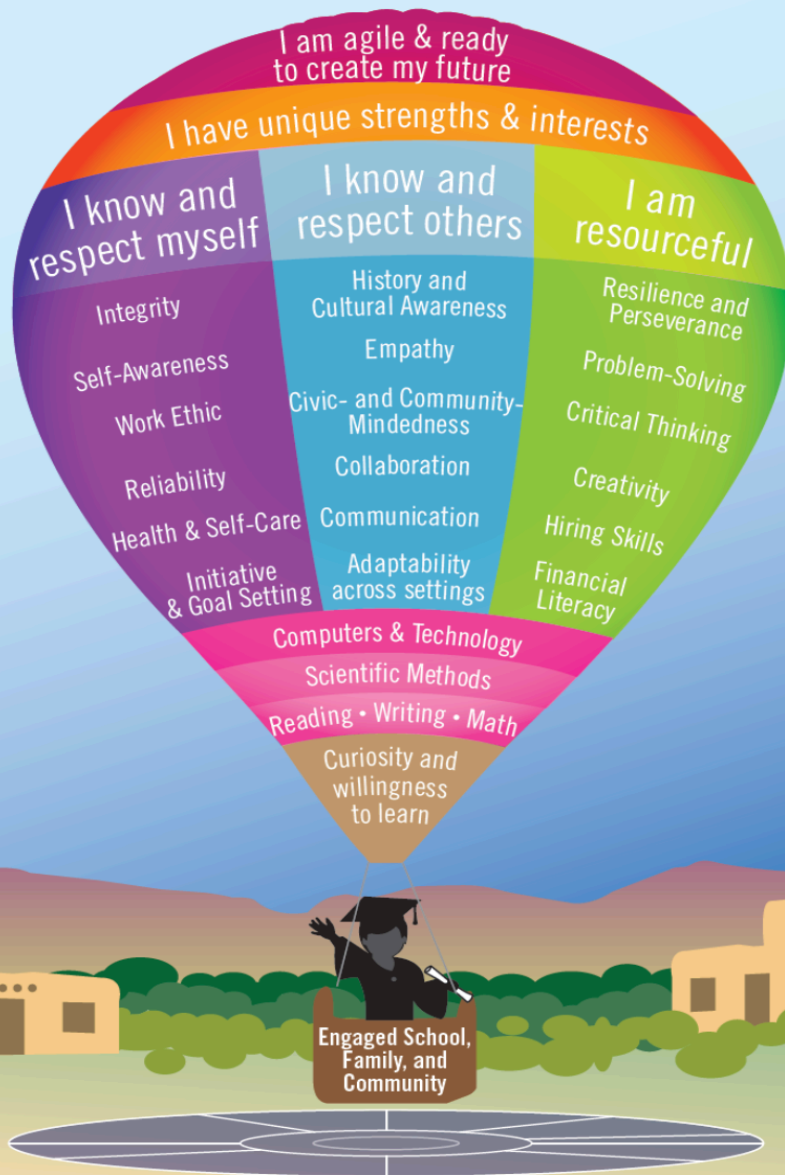 I am agile & ready
to create my future
I have unique strengths & interests
I know and
respect myself
Integrity
Self-Awareness
Work Ethic
Reliability
Health & Self-Care
Initiative
& Goal Setting
I know and
respect others
History and
Cultural Awareness
Empathy
Civic- and Community-
Mindedness
Collaboration
Communication
Adaptability
across settings
I am
resourceful
Resilience and
Perseverance
Problem-Solving
Critical Thinking
Creativity
Hiring Skills
Financial
Literacy
Computers & Technology
Scientific Methods
Reading • Writing • Math
Curiosity and
willingness
to learn
Engaged School,
Family, and
Community